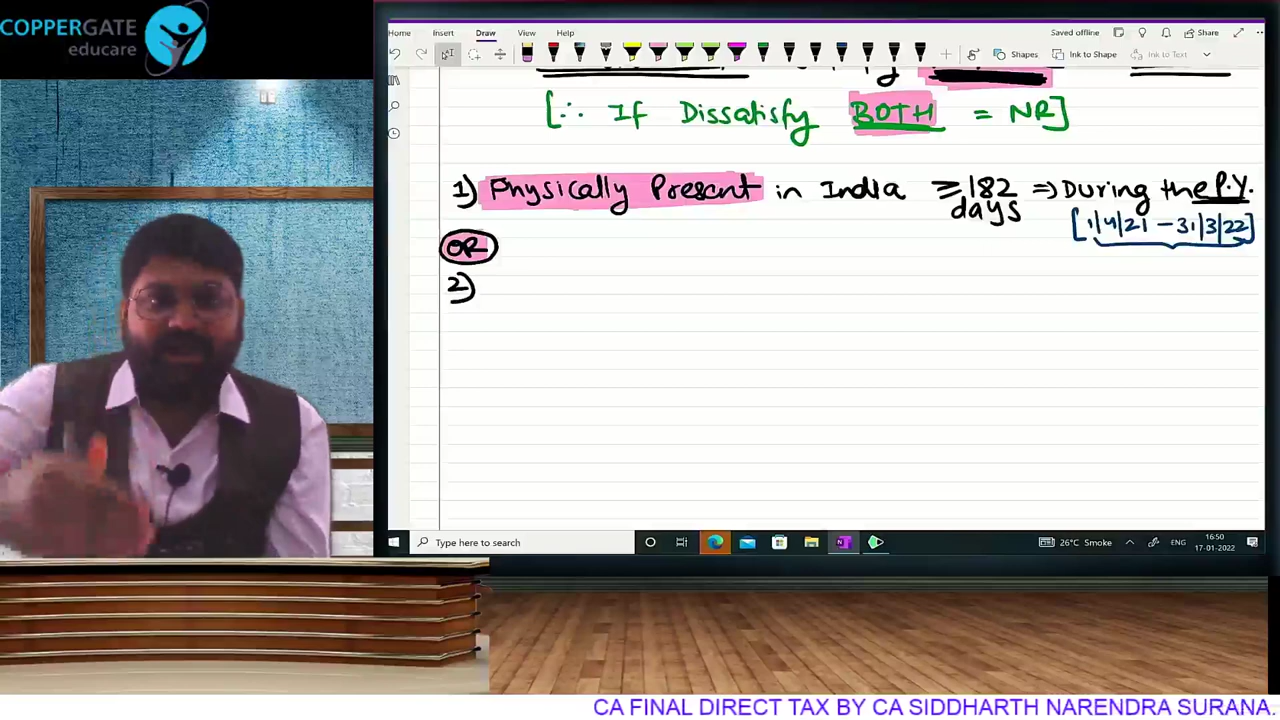 COPPERGATE
educare
Home Insert Draw View Help
Saved offline
Share
Shapes
Ink to Shape
Ink to Text
[∴ If Dissatisfy BOTH = NR]
1) Physically Present in India ≥182 days ⇒ During the P.Y.
[1|4|21 - 31|3|22]
OR
2)
Type here to search
26°C Smoke
ENG
16:50
17-01-2022
CA FINAL DIRECT TAX BY CA SIDDHARTH NARENDRA SURANA.